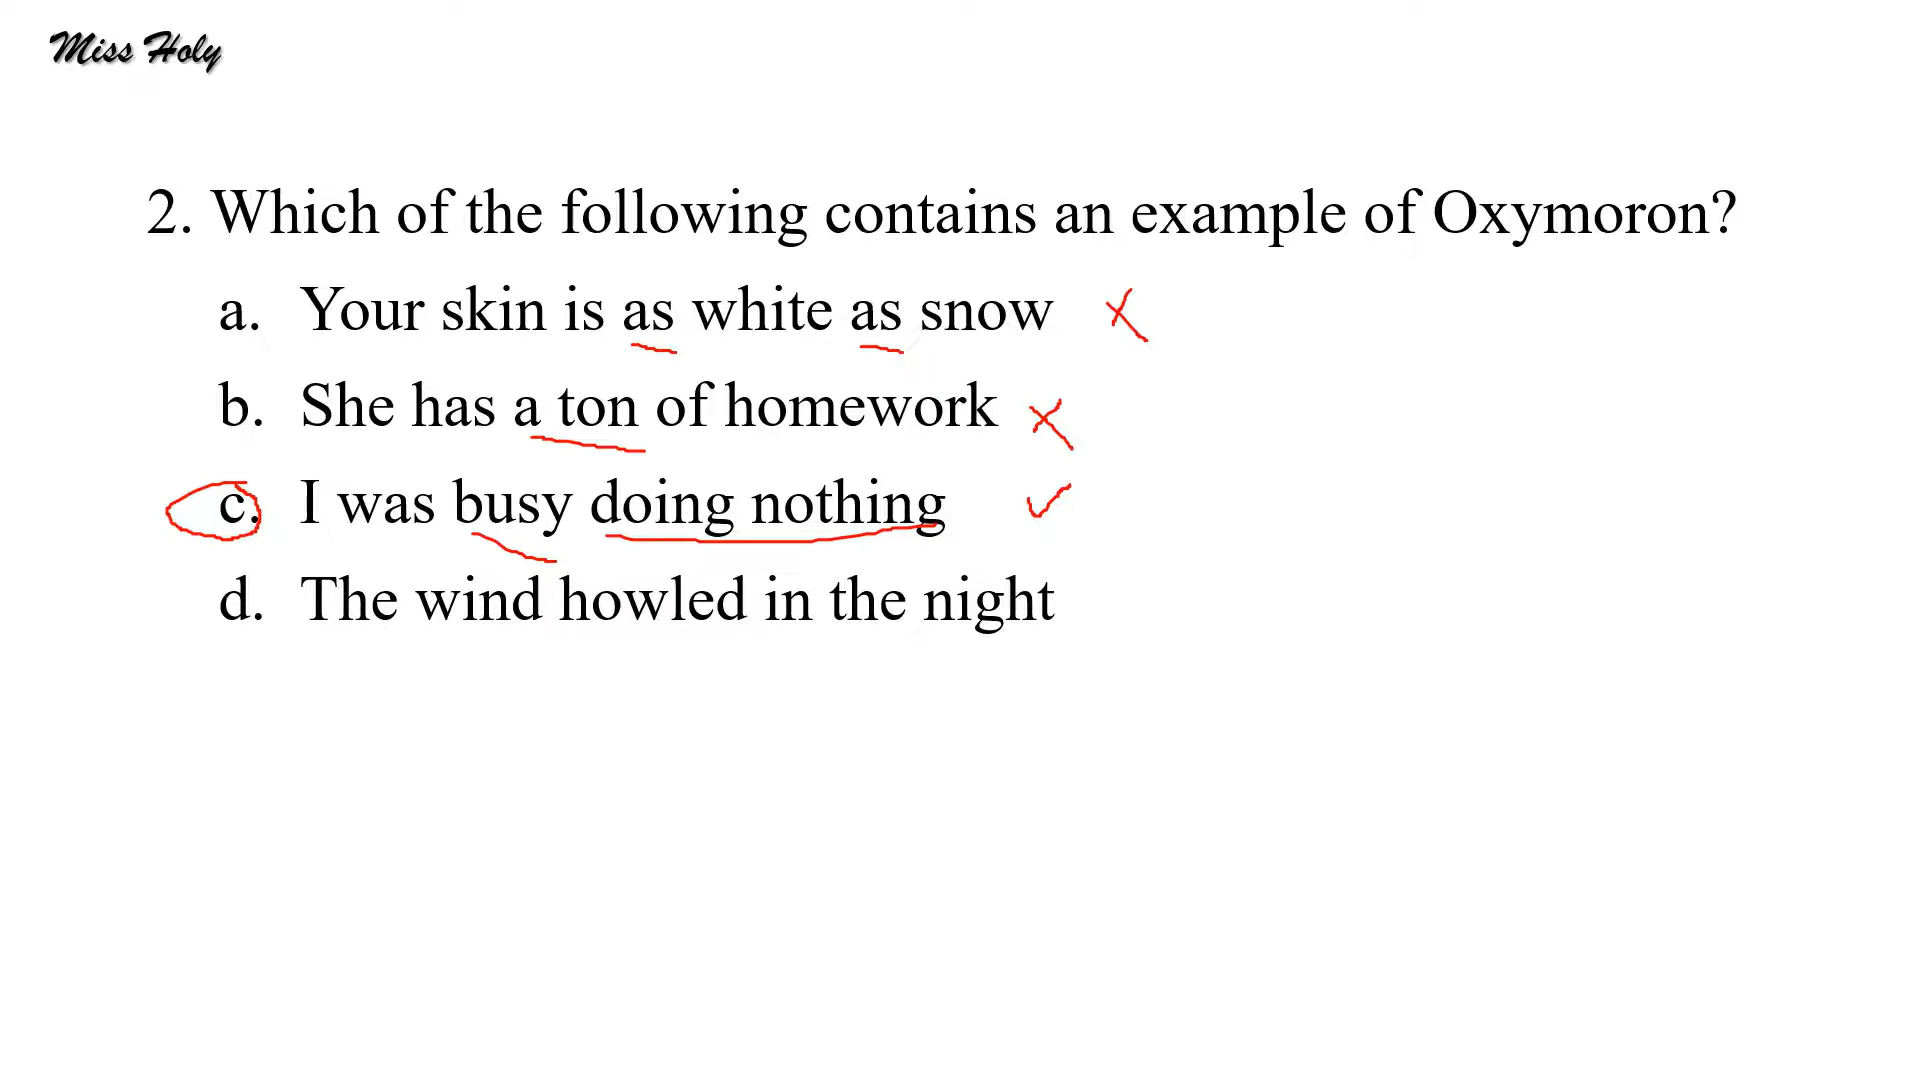 Miss Holy
2. Which of the following contains an example of Oxymoron?
a. Your skin is as white as snow
b. She has a ton of homework
c. I was busy doing nothing
d. The wind howled in the night